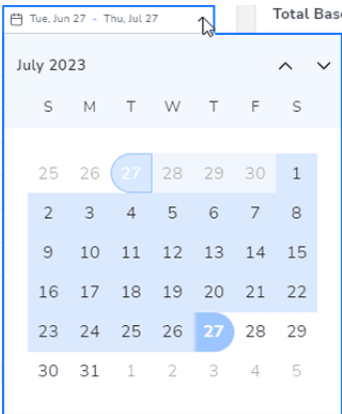 Tue, Jun 27 - Thu, Jul 27
Total Bas
July 2023
S M T W T F S
25 26 27 28 29 30 1
2 3 4 5 6 7 8
9 10 11 12 13 14 15
16 17 18 19 20 21 22
23 24 25 26 27 28 29
30 31 1 2 3 4 5